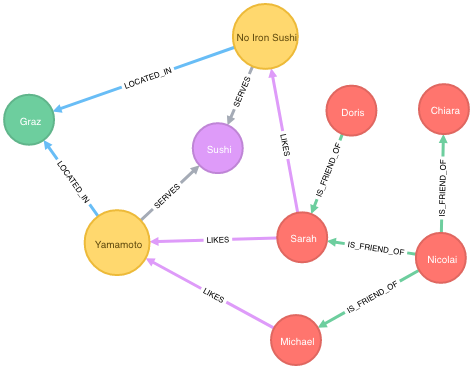 No Iron Sushi
LOCATED_IN
SERVES
Graz
Sushi
Doris
Chiara
LIKES
IS_FRIEND_OF
IS_FRIEND_OF
LOCATED_IN
SERVES
Yamamoto
LIKES
Sarah
IS_FRIEND_OF
Nicolai
LIKES
IS_FRIEND_OF
Michael